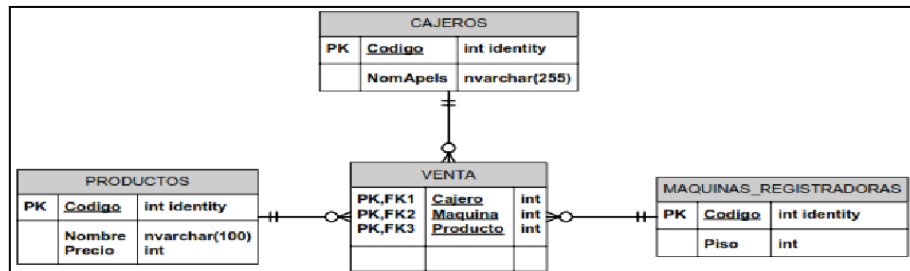 CAJEROS
PK Codigo int identity
NomApels nvarchar(255)
PRODUCTOS
PK Codigo int identity
Nombre nvarchar(100)
Precio int
VENTA
PK,FK1 Cajero int
PK,FK2 Maquina int
PK,FK3 Producto int
MAQUINAS_REGISTRADORAS
PK Codigo int identity
Piso int